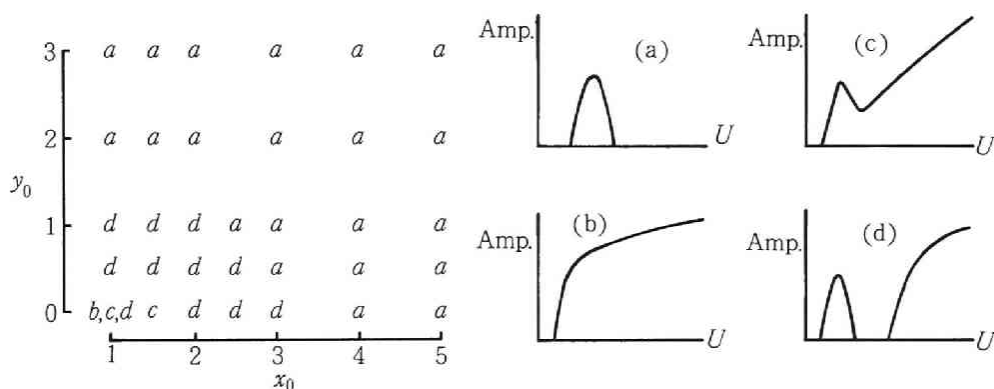 3 a a a a a a
2 a a a a a a
y₀
1 d d d a a a a
d d d d a a a
0 b,c,d c d d d a a
1 2 3 4 5
x₀
Amp. (a) U
Amp. (c) U
Amp. (b) U
Amp. (d) U